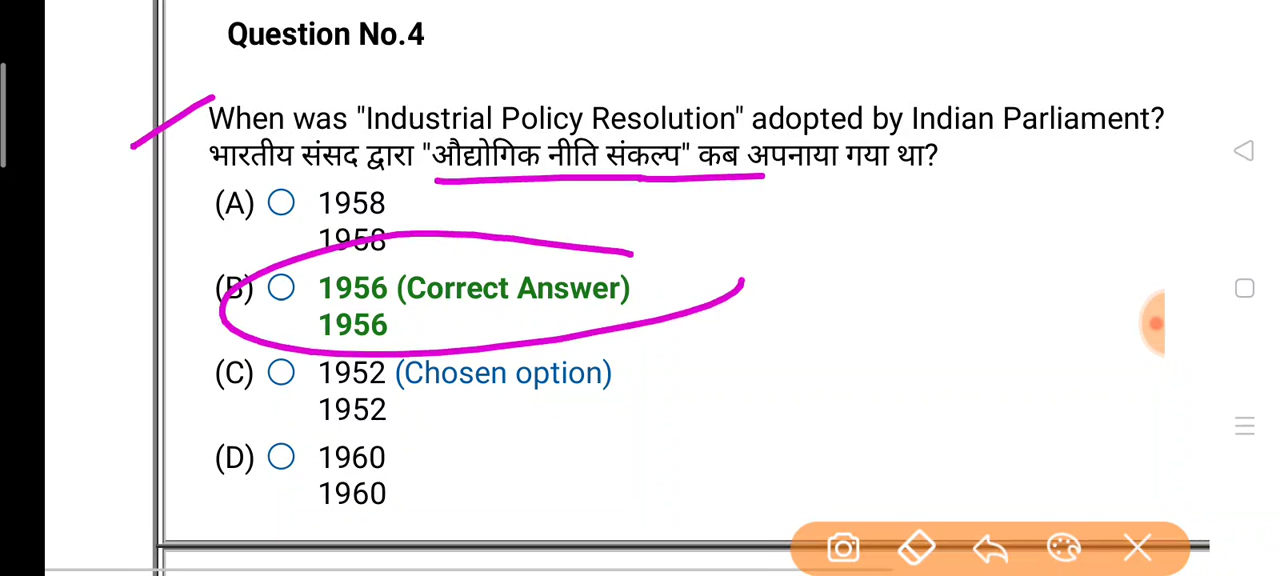 Question No.4
When was "Industrial Policy Resolution" adopted by Indian Parliament?
भारतीय संसद द्वारा "औद्योगिक नीति संकल्प" कब अपनाया गया था?
(A) 1958
1958
(B) 1956 (Correct Answer)
1956
(C) 1952 (Chosen option)
1952
(D) 1960
1960